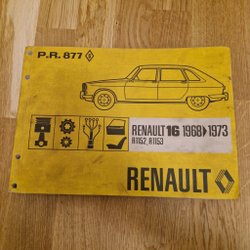 P.R. 877
RENAULT 16 1968 ▶ 1973
R1152, R1153
RENAULT